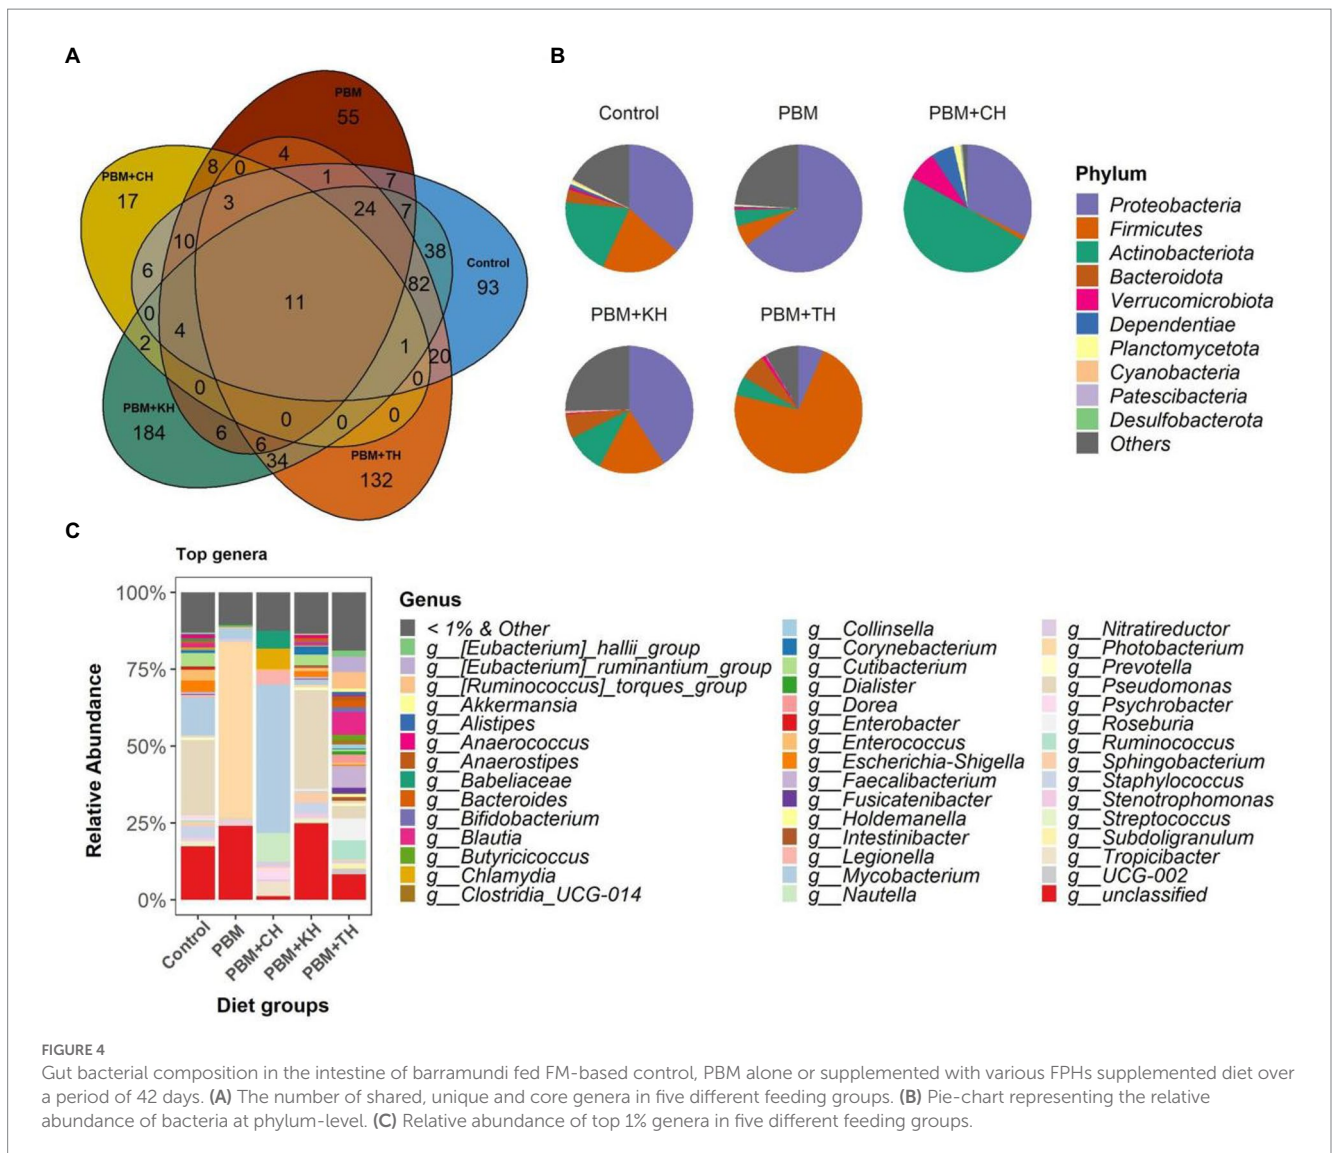 A
PBM
55
PBM+CH
17
8
0
4
1
7
3
24
7
10
38
Control
93
6
82
0
11
4
1
20
2
0
0
PBM+KH
184
0
0
0
6
6
34
PBM+TH
132
B
Control
PBM
PBM+CH
PBM+KH
PBM+TH
Phylum
Proteobacteria
Firmicutes
Actinobacteriota
Bacteroidota
Verrucomicrobiota
Dependentiae
Planctomycetota
Cyanobacteria
Patescibacteria
Desulfobacterota
Others
C
Top genera
Relative Abundance
100%
75%
50%
25%
0%
Control
PBM
PBM+CH
PBM+KH
PBM+TH
Diet groups
Genus
< 1% & Other
g__[Eubacterium]_hallii_group
g__[Eubacterium]_ruminantium_group
g__[Ruminococcus]_torques_group
g__Akkermansia
g__Alistipes
g__Anaerococcus
g__Anaerostipes
g__Babeliaceae
g__Bacteroides
g__Bifidobacterium
g__Blautia
g__Butyricicoccus
g__Chlamydia
g__Clostridia_UCG-014
g__Collinsella
g__Corynebacterium
g__Cutibacterium
g__Dialister
g__Dorea
g__Enterobacter
g__Enterococcus
g__Escherichia-Shigella
g__Faecalibacterium
g__Fusicatenibacter
g__Holdemanella
g__Intestinibacter
g__Legionella
g__Mycobacterium
g__Nautella
g__Nitratireductor
g__Photobacterium
g__Prevotella
g__Pseudomonas
g__Psychrobacter
g__Roseburia
g__Ruminococcus
g__Sphingobacterium
g__Staphylococcus
g__Stenotrophomonas
g__Streptococcus
g__Subdoligranulum
g__Tropicibacter
g__UCG-002
g__unclassified
FIGURE 4
Gut bacterial composition in the intestine of barramundi fed FM-based control, PBM alone or supplemented with various FPHs supplemented diet over
a period of 42 days. (A) The number of shared, unique and core genera in five different feeding groups. (B) Pie-chart representing the relative
abundance of bacteria at phylum-level. (C) Relative abundance of top 1% genera in five different feeding groups.